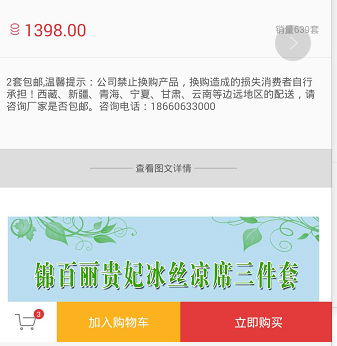 1398.00
销量639套
2套包邮,温馨提示：公司禁止换购产品，换购造成的损失消费者自行
承担！西藏、新疆、青海、宁夏、甘肃、云南等边远地区的配送，请
咨询厂家是否包邮。咨询电话：18660633000
查看图文详情
锦百丽贵妃冰丝凉席三件套
3
加入购物车
立即购买